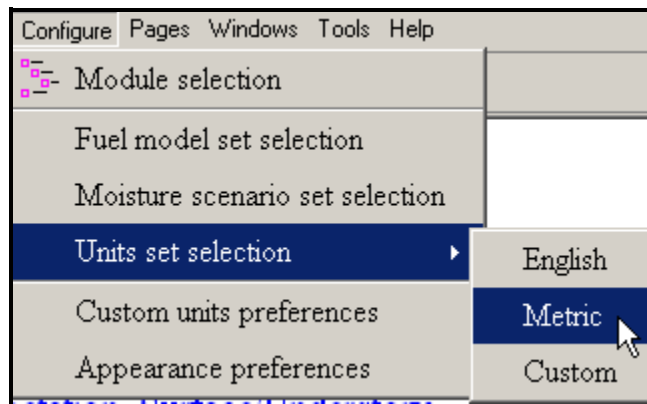 Configure Pages Windows Tools Help
Module selection
Fuel model set selection
Moisture scenario set selection
Units set selection
English
Metric
Custom
Custom units preferences
Appearance preferences